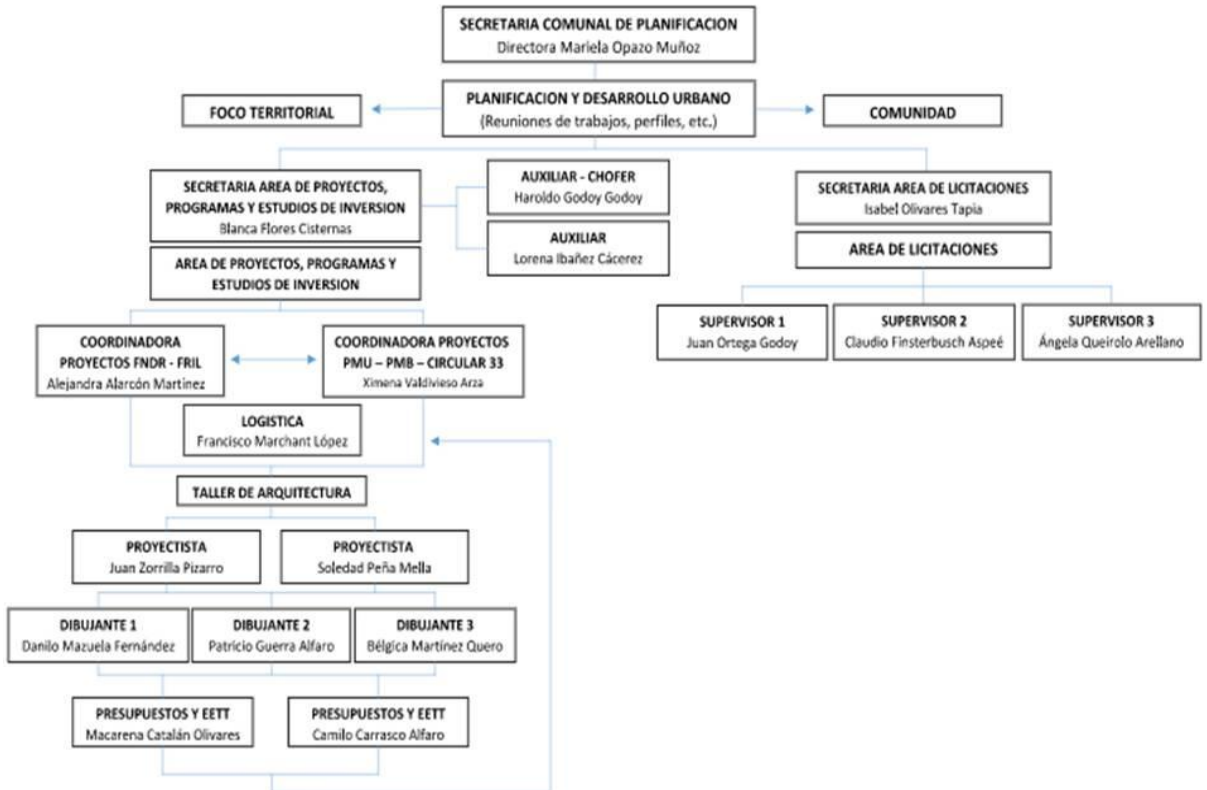 SECRETARIA COMUNAL DE PLANIFICACION
Directora Mariela Opazo Muñoz
PLANIFICACION Y DESARROLLO URBANO
(Reuniones de trabajos, perfiles, etc.)
FOCO TERRITORIAL
COMUNIDAD
SECRETARIA AREA DE PROYECTOS,
PROGRAMAS Y ESTUDIOS DE INVERSION
Blanca Flores Cisternas
AUXILIAR - CHOFER
Haroldo Godoy Godoy
AUXILIAR
Lorena Ibañez Cácerez
SECRETARIA AREA DE LICITACIONES
Isabel Olivares Tapia
AREA DE PROYECTOS, PROGRAMAS Y
ESTUDIOS DE INVERSION
AREA DE LICITACIONES
SUPERVISOR 1
Juan Ortega Godoy
SUPERVISOR 2
Claudio Finsterbusch Aspeé
SUPERVISOR 3
Ángela Queirolo Arellano
COORDINADORA
PROYECTOS FNDR - FRIL
Alejandra Alarcón Martínez
COORDINADORA PROYECTOS
PMU – PMB – CIRCULAR 33
Ximena Valdivieso Arza
LOGISTICA
Francisco Marchant López
TALLER DE ARQUITECTURA
PROYECTISTA
Juan Zorrilla Pizarro
PROYECTISTA
Soledad Peña Mella
DIBUJANTE 1
Danilo Mazuela Fernández
DIBUJANTE 2
Patricio Guerra Alfaro
DIBUJANTE 3
Bélgica Martínez Quero
PRESUPUESTOS Y EETT
Macarena Catalán Olivares
PRESUPUESTOS Y EETT
Camilo Carrasco Alfaro